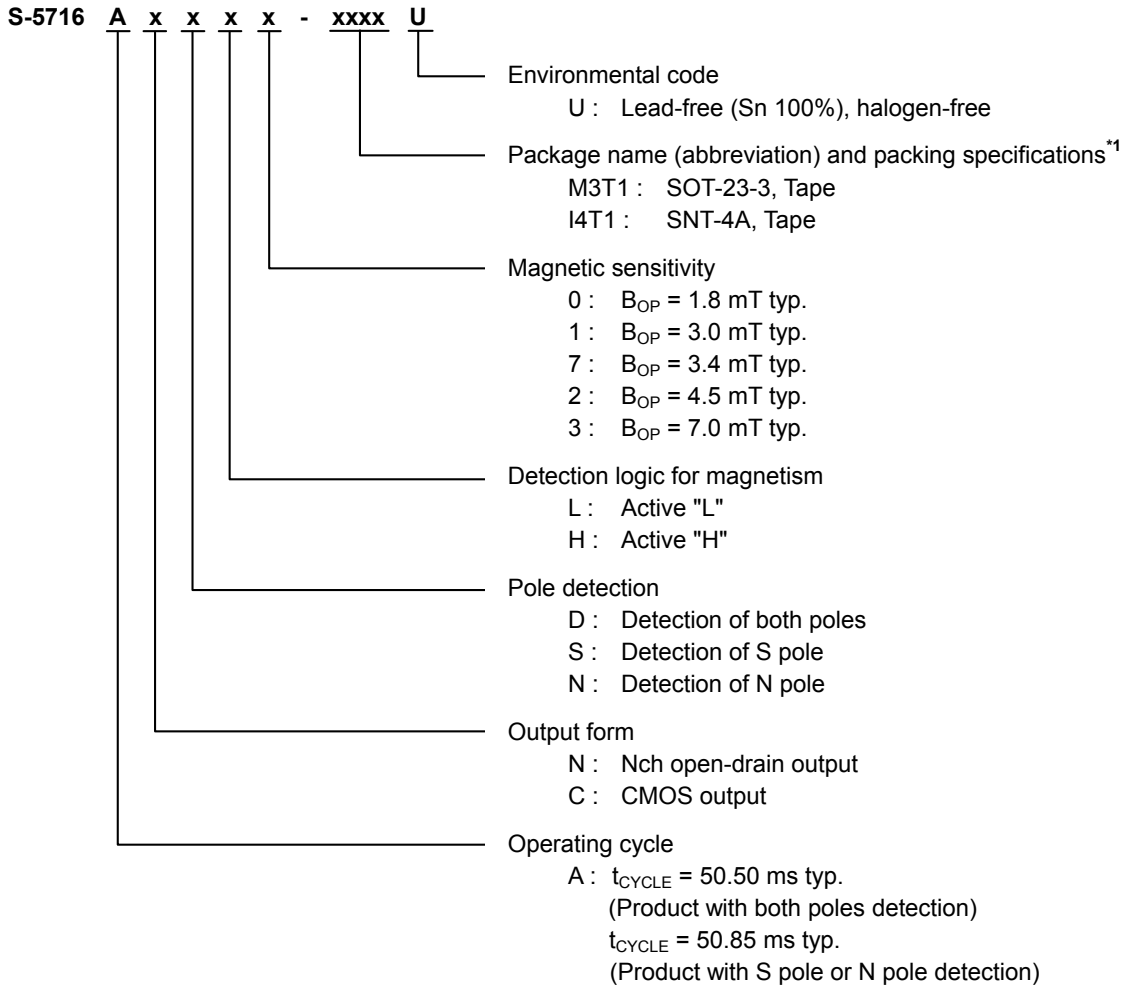 S-5716 A x x x x - xxxx U
Environmental code
U : Lead-free (Sn 100%), halogen-free
Package name (abbreviation) and packing specifications*1
M3T1 : SOT-23-3, Tape
I4T1 : SNT-4A, Tape
Magnetic sensitivity
0 : BOP = 1.8 mT typ.
1 : BOP = 3.0 mT typ.
7 : BOP = 3.4 mT typ.
2 : BOP = 4.5 mT typ.
3 : BOP = 7.0 mT typ.
Detection logic for magnetism
L : Active "L"
H : Active "H"
Pole detection
D : Detection of both poles
S : Detection of S pole
N : Detection of N pole
Output form
N : Nch open-drain output
C : CMOS output
Operating cycle
A : tCYCLE = 50.50 ms typ.
(Product with both poles detection)
tCYCLE = 50.85 ms typ.
(Product with S pole or N pole detection)